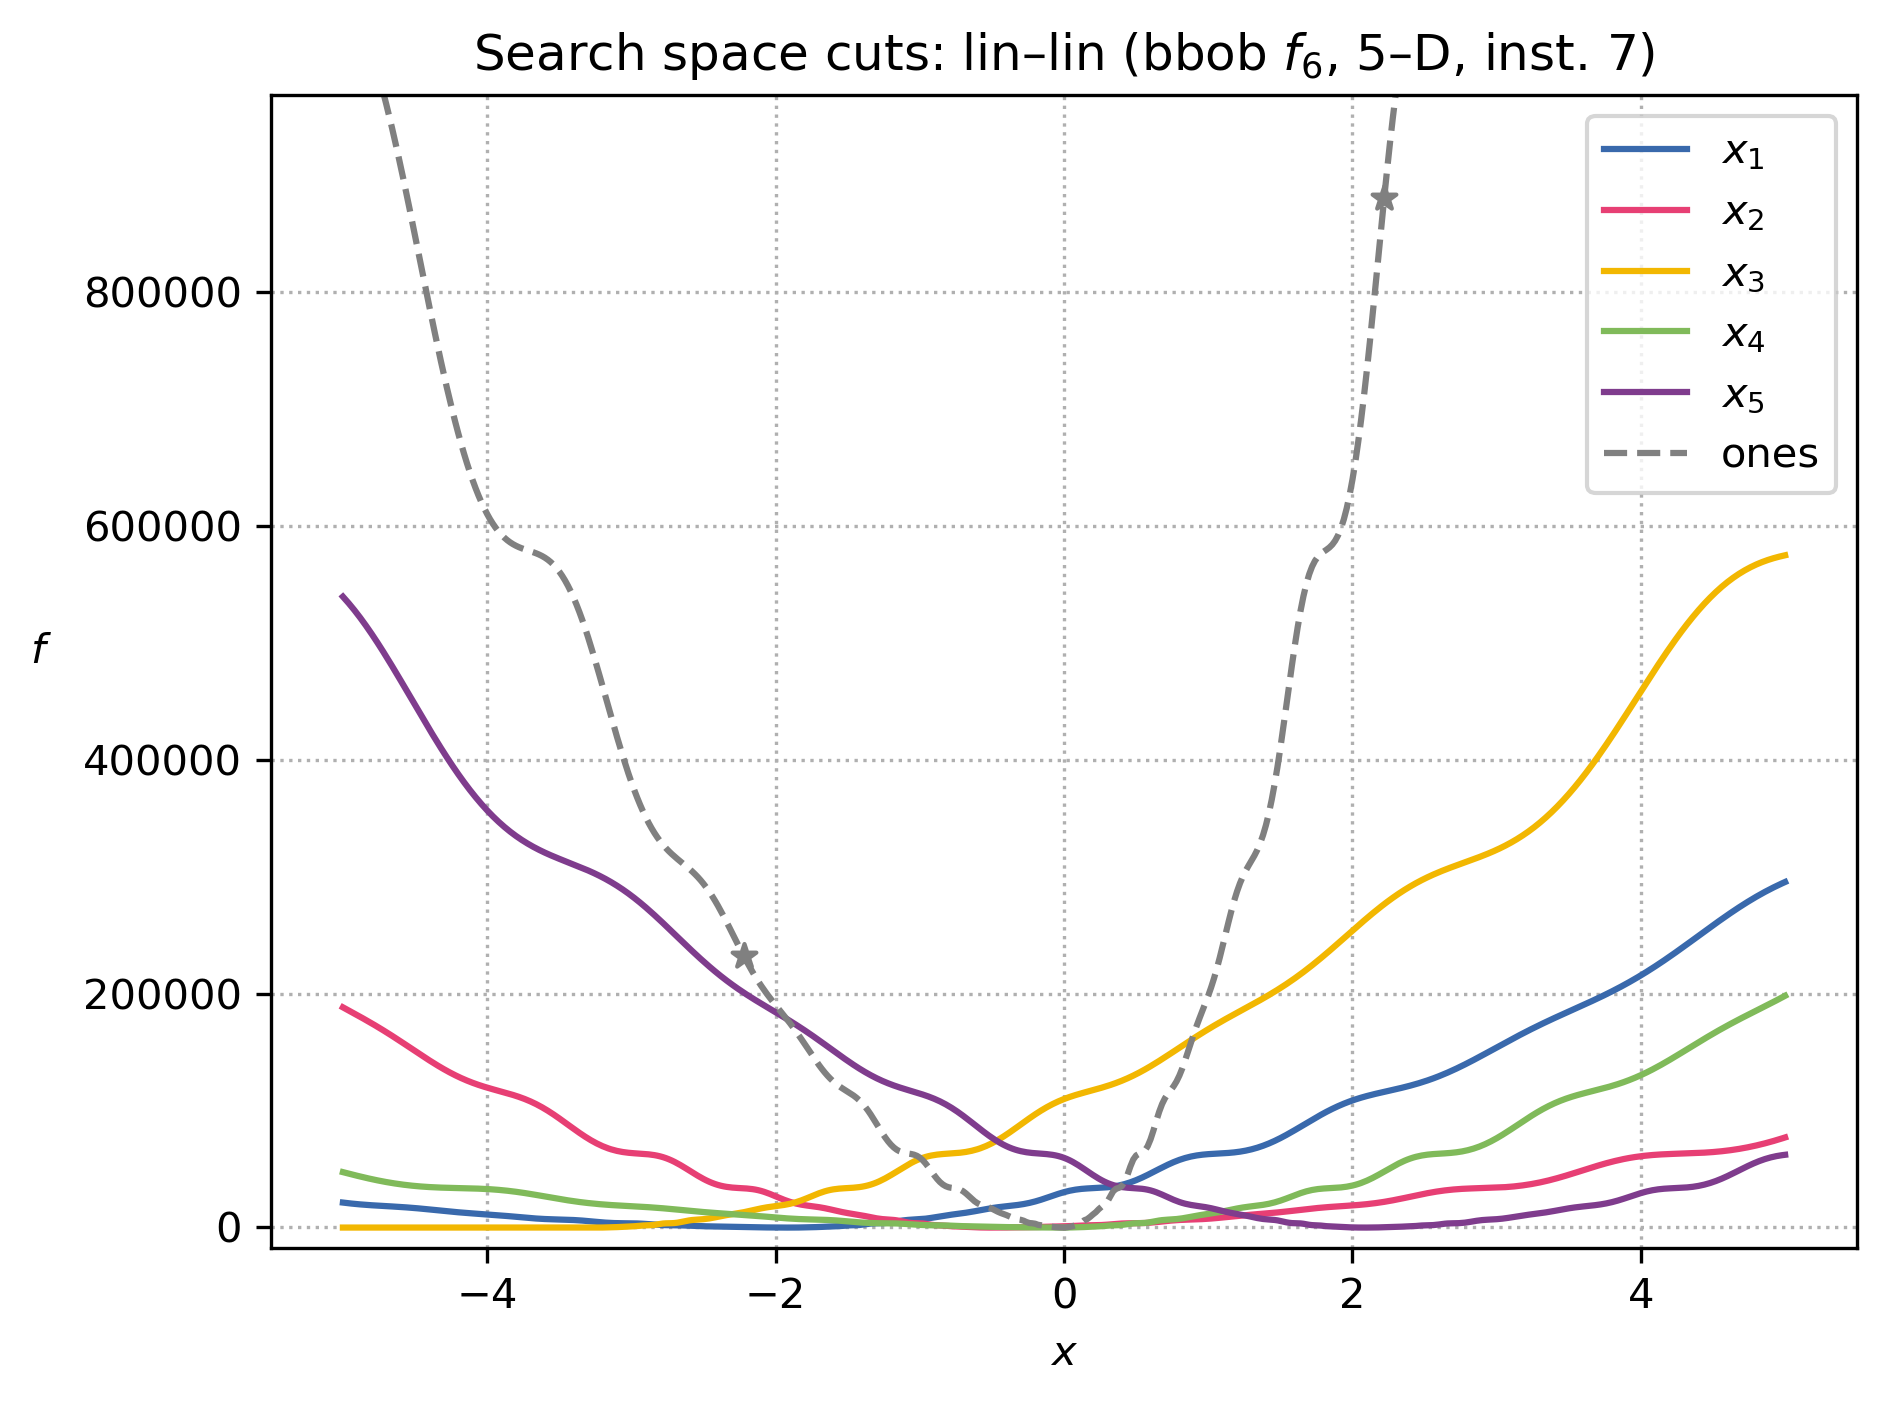 Search space cuts: lin–lin (bbob f₆, 5–D, inst. 7)
x₁
x₂
x₃
x₄
x₅
ones
800000
600000
400000
200000
0
f
−4 −2 0 2 4
x